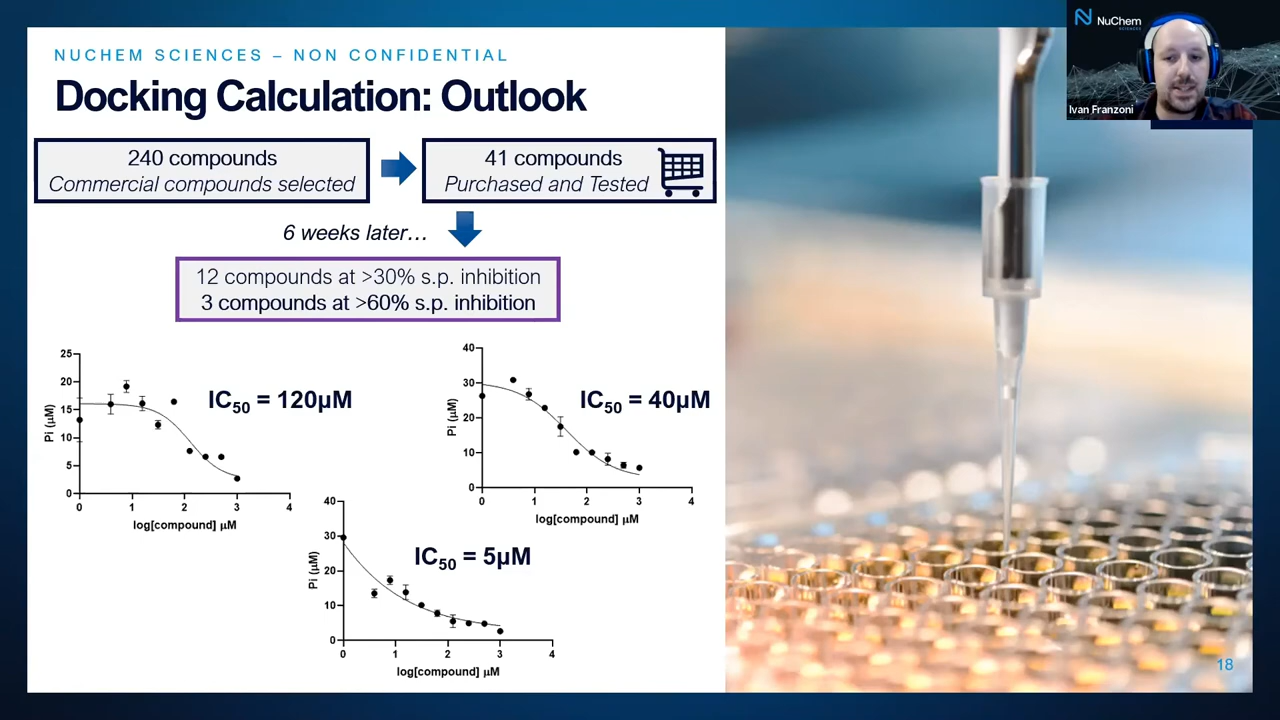 NUCHEM SCIENCES – NON CONFIDENTIAL
Docking Calculation: Outlook
240 compounds
Commercial compounds selected
41 compounds
Purchased and Tested
6 weeks later…
12 compounds at >30% s.p. inhibition
3 compounds at >60% s.p. inhibition
25
20
15
10
5
0
Pi (µM)
0 1 2 3 4
log[compound] µM
IC50 = 120µM
40
30
20
10
0
Pi (µM)
0 1 2 3 4
log[compound] µM
IC50 = 40µM
40
30
20
10
0
Pi (µM)
0 1 2 3 4
log[compound] µM
IC50 = 5µM
NuChem
SCIENCES
Ivan Franzoni
18